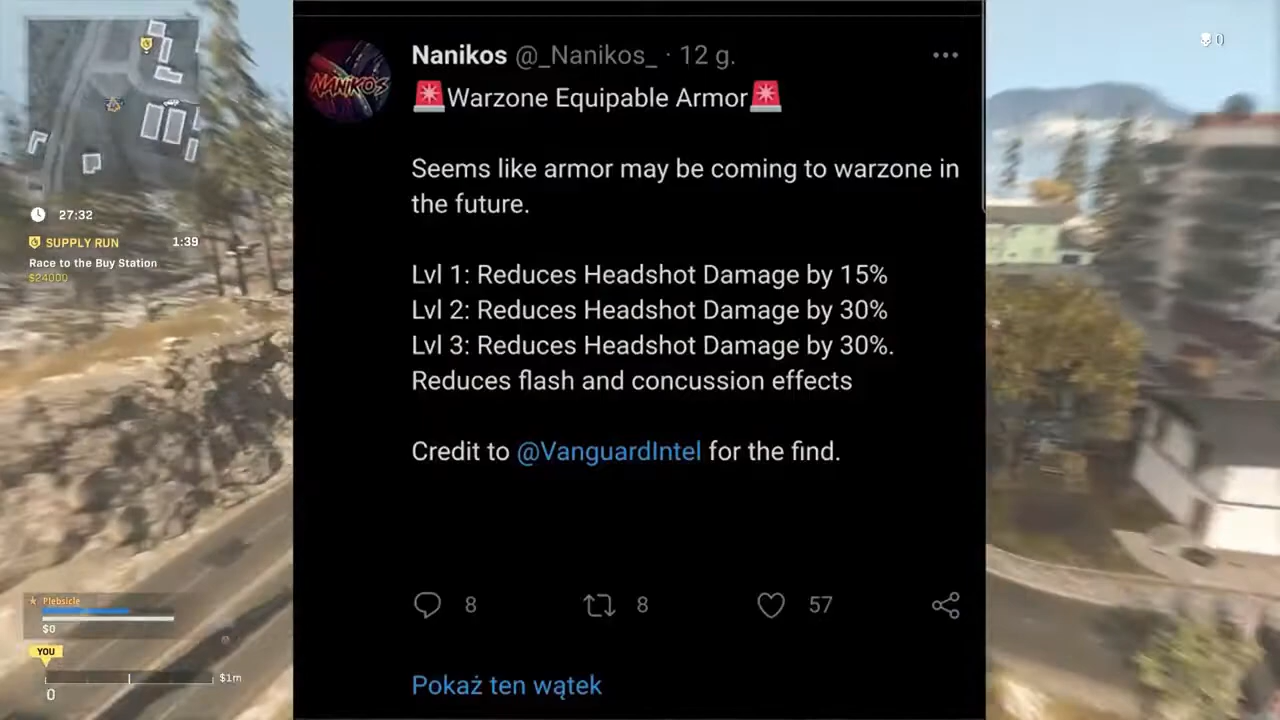 Nanikos @_Nanikos_ · 12 g.
NANIKOS
🚨Warzone Equipable Armor🚨
Seems like armor may be coming to warzone in
the future.
Lvl 1: Reduces Headshot Damage by 15%
Lvl 2: Reduces Headshot Damage by 30%
Lvl 3: Reduces Headshot Damage by 30%.
Reduces flash and concussion effects
Credit to @VanguardIntel for the find.
8 8 57
Pokaż ten wątek
27:32
SUPPLY RUN 1:39
Race to the Buy Station
$24000
Plebsicle
$0
YOU
0 $1m
0